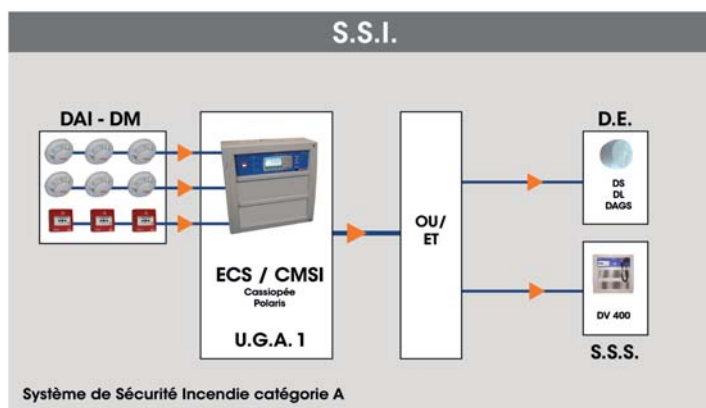 S.S.I.
DAI - DM
ECS / CMSI
Cassiopée
Polaris
U.G.A. 1
OU/
ET
D.E.
DS
DL
DAGS
DV 400
S.S.S.
Système de Sécurité Incendie catégorie A